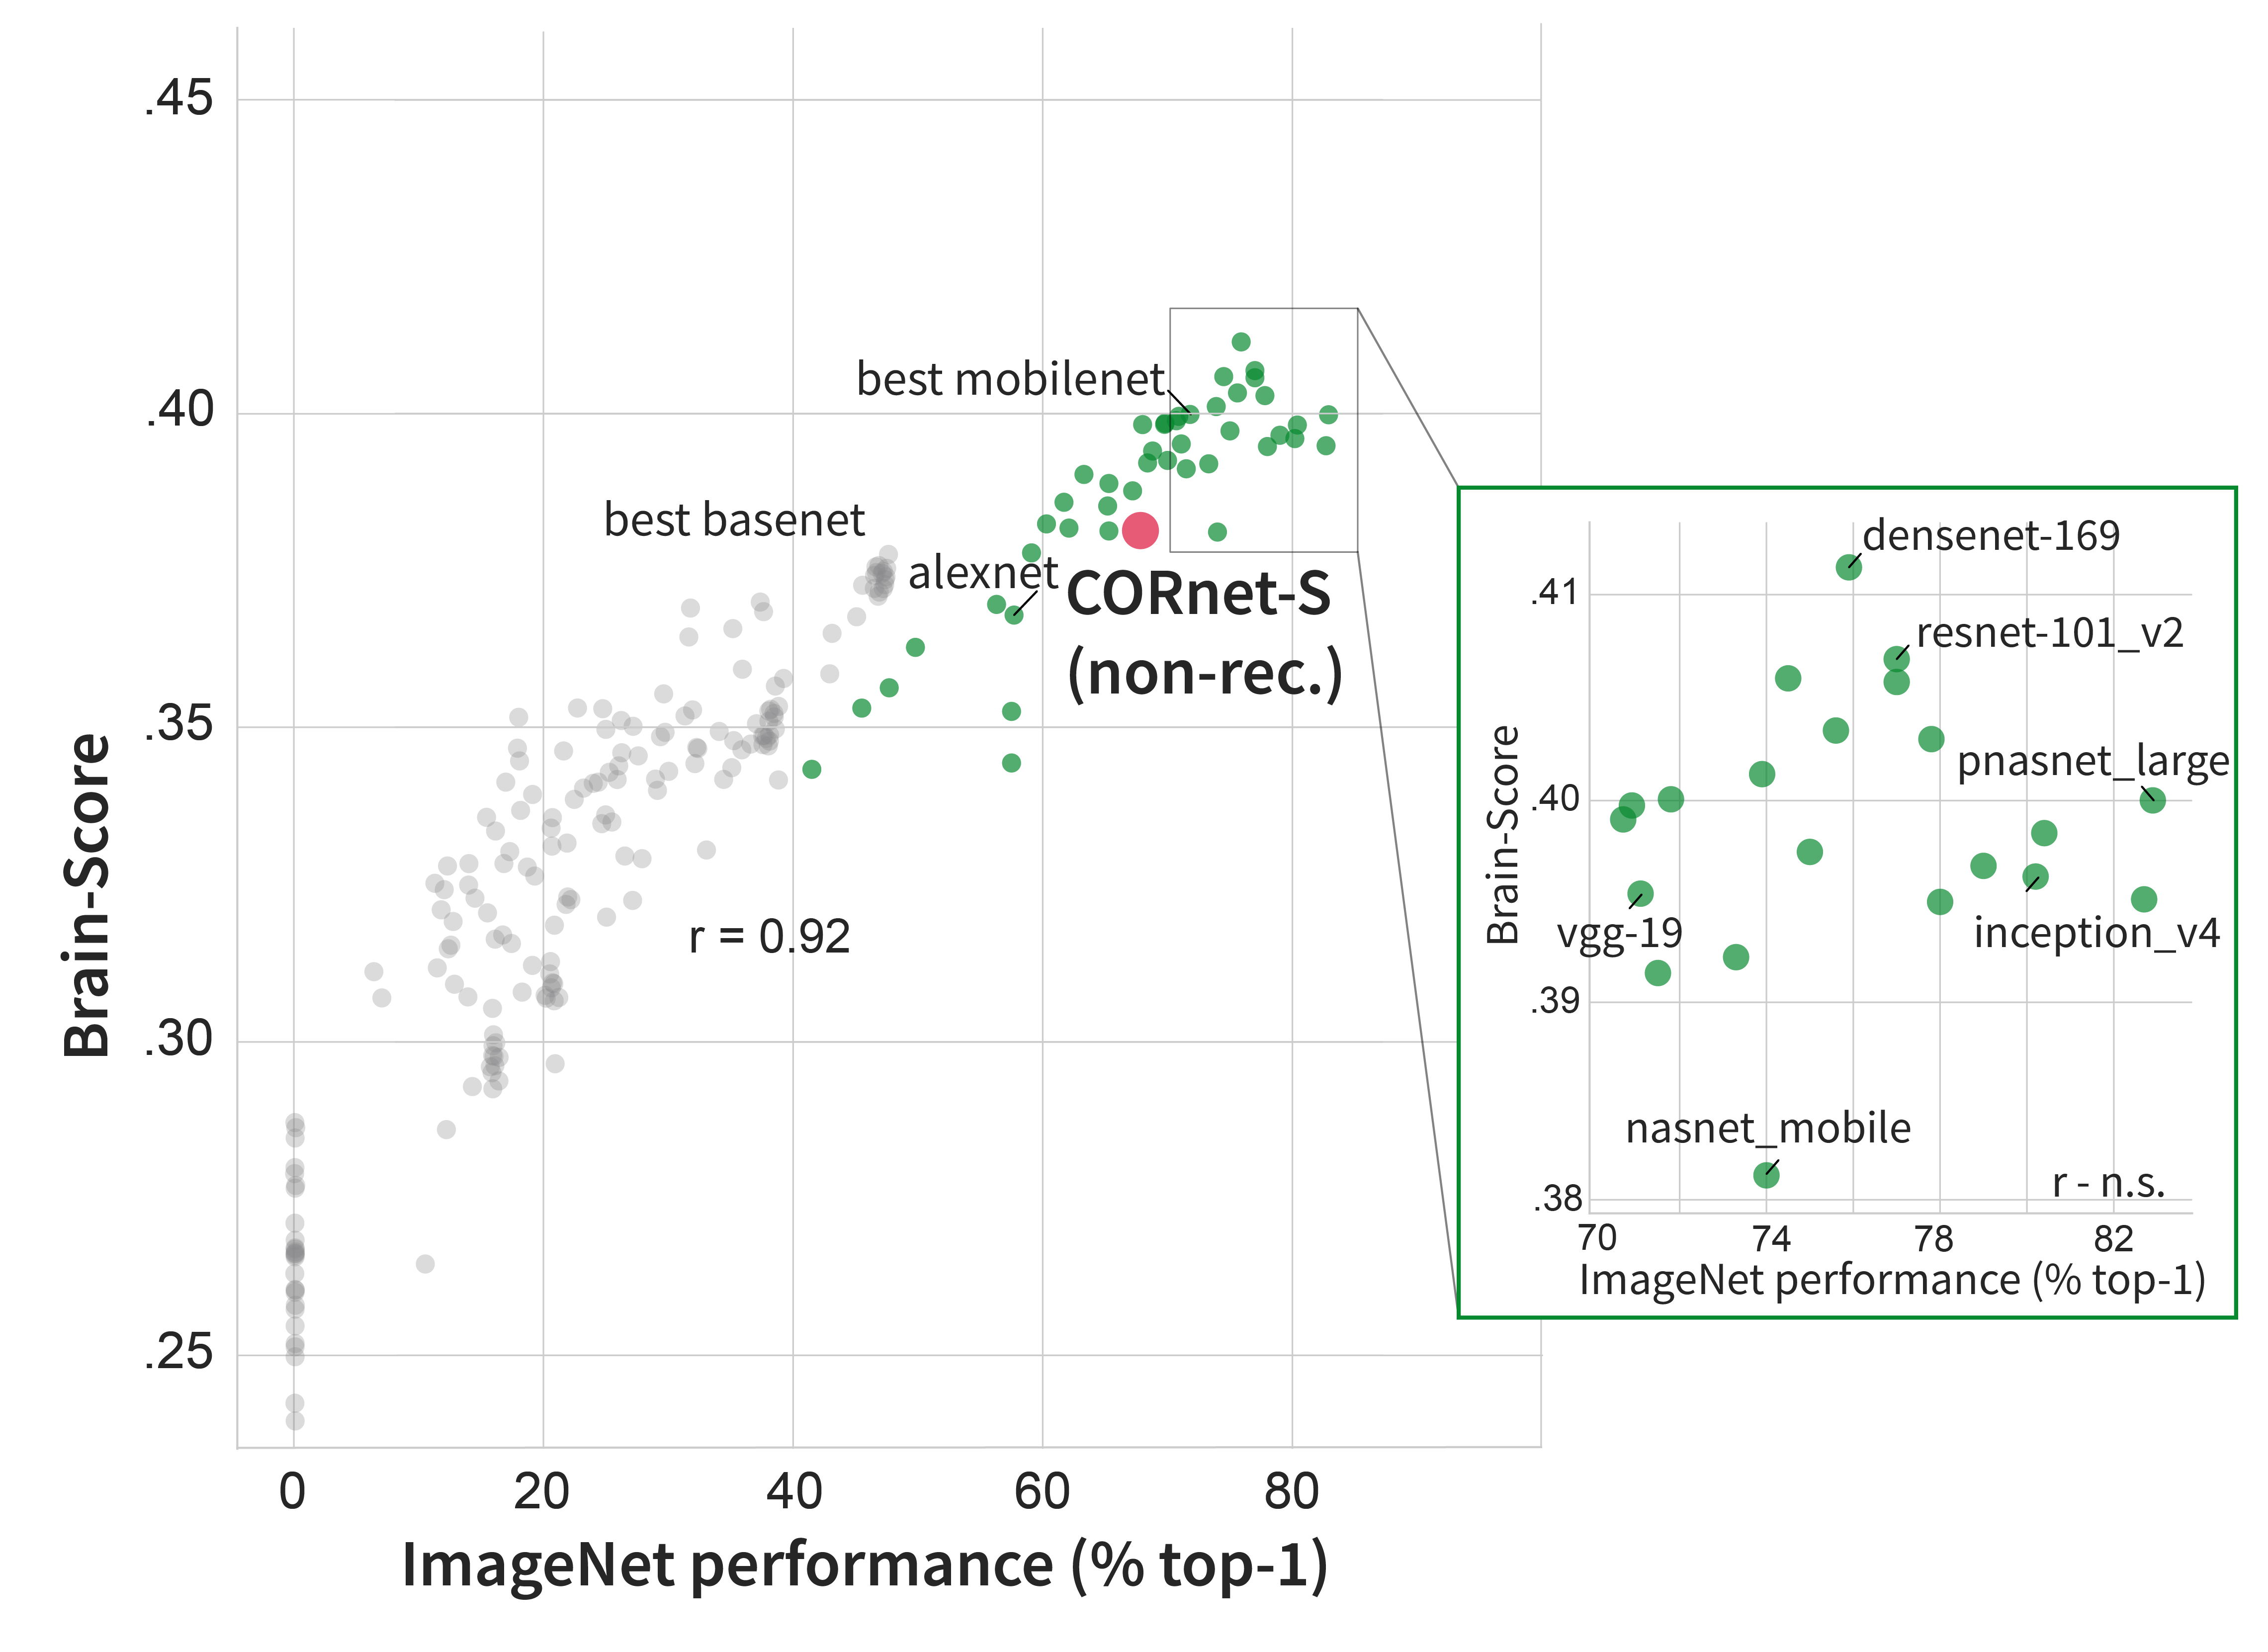 .45
.40
.35
.30
.25
Brain-Score
best mobilenet
best basenet
alexnet
CORnet-S
(non-rec.)
r = 0.92
0 20 40 60 80
ImageNet performance (% top-1)
densenet-169
resnet-101_v2
pnasnet_large
vgg-19
inception_v4
nasnet_mobile
r - n.s.
.41
.40
.39
.38
Brain-Score
70 74 78 82
ImageNet performance (% top-1)